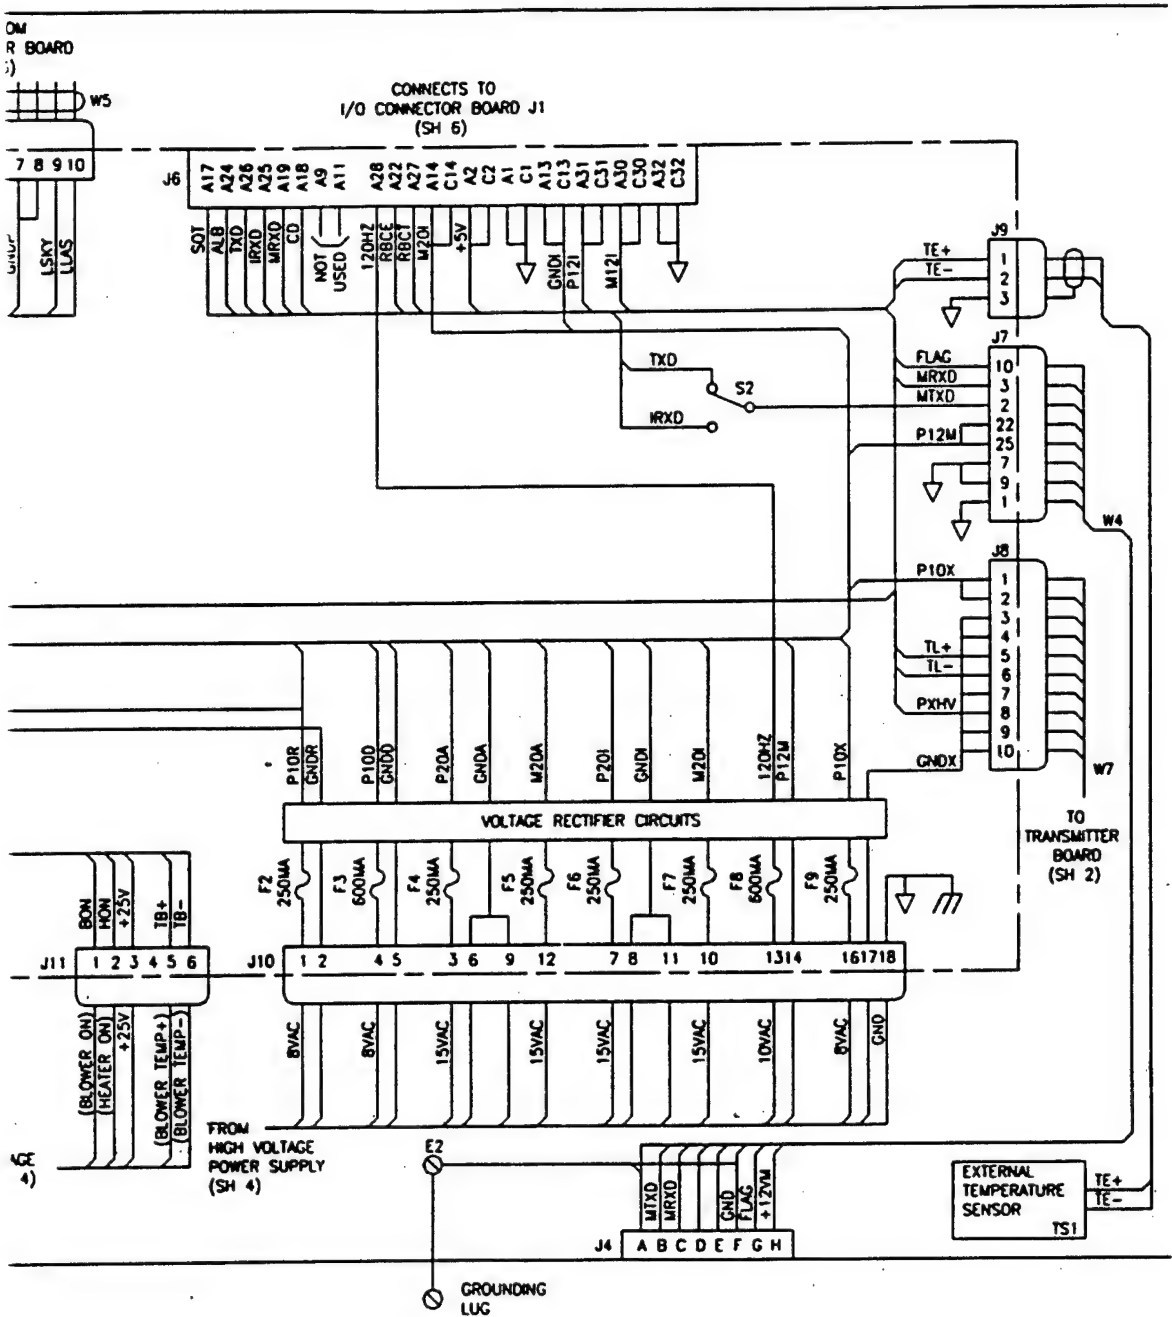 OM
R BOARD
)
W5
CONNECTS TO
I/O CONNECTOR BOARD J1
(SH 6)
7 8 9 10
J6
A17 A24 A26 A25 A19 A18 A9 A11 A28 A22 A27 A14 C14 A2 C2 A1 C1 A13 C13 A31 C31 A30 C30 A32 C32
LSKY
LLAS
SOT
ALB
TXD
IRXD
MRXD
CD
NOT
USED
120HZ
RBCE
RBCT
M20I
+5V
GNDI
P12I
M12I
J9
TE+ 1
TE- 2
3
J7
FLAG 10
MRXD 3
MTXD 2
22
P12M 25
7
9
1
TXD
S2
IRXD
W4
J8
P10X 1
2
3
4
TL+ 5
TL- 6
7
PXHV 8
9
10
GNDX
W7
TO
TRANSMITTER
BOARD
(SH 2)
P10R
GNDR
P10D
GNDD
P20A
GNDA
M20A
P20I
GNDI
M20I
120HZ
P12M
P10X
VOLTAGE RECTIFIER CIRCUITS
F2 250MA
F3 600MA
F4 250MA
F5 250MA
F6 250MA
F7 250MA
F8 600MA
F9 250MA
BON
HON
+25V
TB+
TB-
J11 1 2 3 4 5 6
J10 1 2 4 5 3 6 9 12 7 8 11 10 13 14 16 17 18
(BLOWER ON)
(HEATER ON)
+25V
(BLOWER TEMP+)
(BLOWER TEMP-)
8VAC
8VAC
15VAC
15VAC
15VAC
15VAC
10VAC
8VAC
GND
FROM
HIGH VOLTAGE
POWER SUPPLY
(SH 4)
AGE
4)
E2
MTXD
MRXD
GND
FLAG
+12VM
J4 A B C D E F G H
EXTERNAL
TEMPERATURE
SENSOR
TS1
TE+
TE-
GROUNDING
LUG